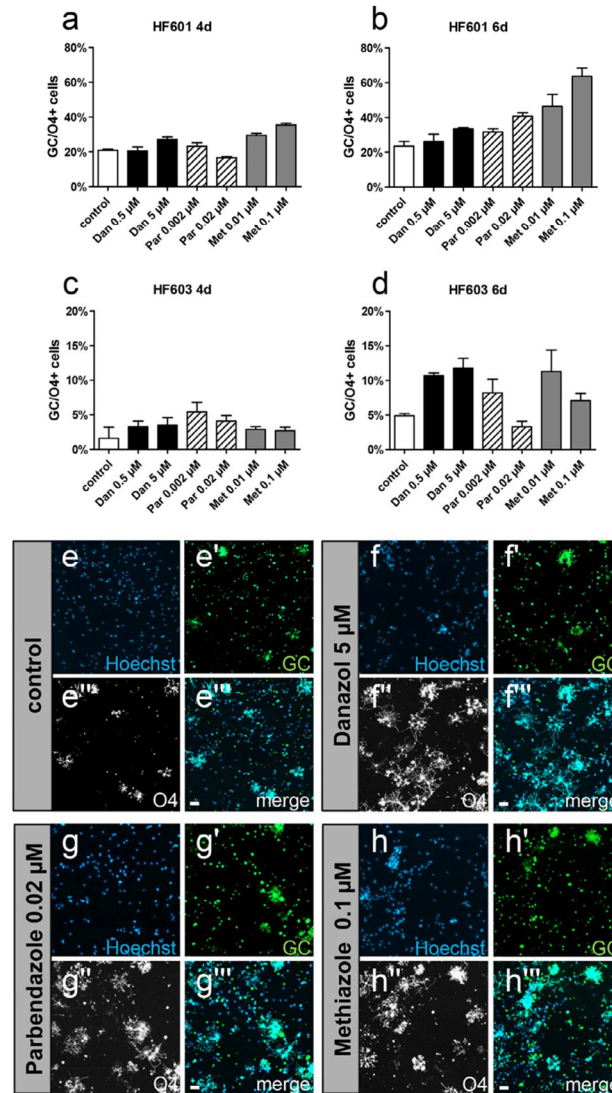 a
HF601 4d
80%
60%
40%
20%
0%
GC/O4+ cells
control
Dan 0.5 µM
Dan 5 µM
Par 0.002 µM
Par 0.02 µM
Met 0.01 µM
Met 0.1 µM
b
HF601 6d
80%
60%
40%
20%
0%
GC/O4+ cells
control
Dan 0.5 µM
Dan 5 µM
Par 0.002 µM
Par 0.02 µM
Met 0.01 µM
Met 0.1 µM
c
HF603 4d
20%
15%
10%
5%
0%
GC/O4+ cells
control
Dan 0.5 µM
Dan 5 µM
Par 0.002 µM
Par 0.02 µM
Met 0.01 µM
Met 0.1 µM
d
HF603 6d
20%
15%
10%
5%
0%
GC/O4+ cells
control
Dan 0.5 µM
Dan 5 µM
Par 0.002 µM
Par 0.02 µM
Met 0.01 µM
Met 0.1 µM
control
e
Hoechst
e'
GC
e''
O4
e'''
merge
Danazol 5 µM
f
Hoechst
f'
GC
f''
O4
f'''
merge
Parbendazole 0.02 µM
g
Hoechst
g'
GC
g''
O4
g'''
merge
Methiazole 0.1 µM
h
Hoechst
h'
GC
h''
O4
h'''
merge